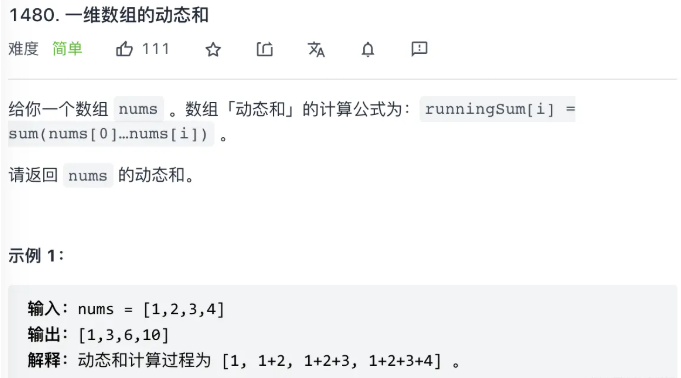 1480. 一维数组的动态和
难度 简单 111
给你一个数组 nums 。数组「动态和」的计算公式为：runningSum[i] =
sum(nums[0]…nums[i]) 。
请返回 nums 的动态和。
示例 1：
输入：nums = [1,2,3,4]
输出：[1,3,6,10]
解释：动态和计算过程为 [1, 1+2, 1+2+3, 1+2+3+4] 。